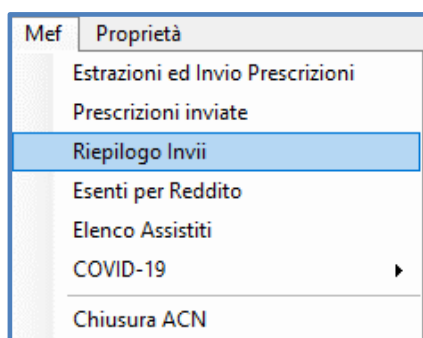 Mef Proprietà
Estrazioni ed Invio Prescrizioni
Prescrizioni inviate
Riepilogo Invii
Esenti per Reddito
Elenco Assistiti
COVID-19
Chiusura ACN